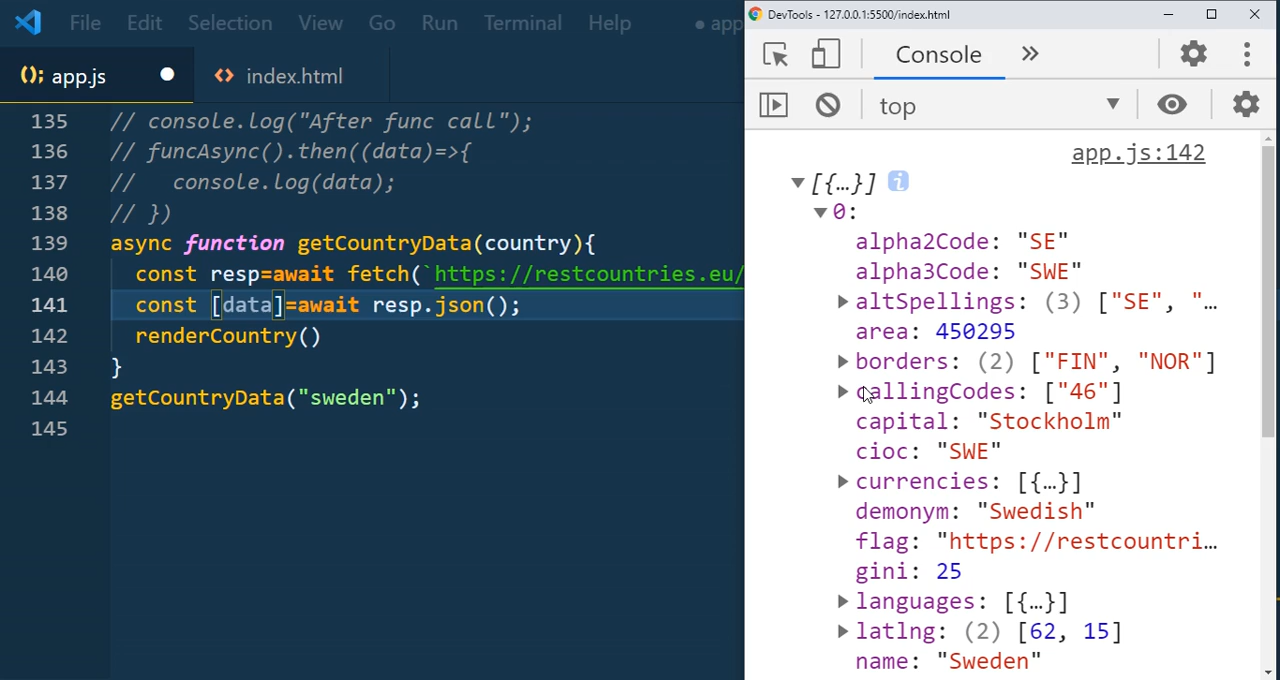 File Edit Selection View Go Run Terminal Help ● app
(); app.js ● <> index.html
135 // console.log("After func call");
136 // funcAsync().then((data)=>{
137 //   console.log(data);
138 // })
139 async function getCountryData(country){
140   const resp=await fetch(`https://restcountries.eu/
141   const [data]=await resp.json();
142   renderCountry()
143 }
144 getCountryData("sweden");
145
DevTools - 127.0.0.1:5500/index.html
Console »
top ▼
app.js:142
▼[{…}] i
▼0:
alpha2Code: "SE"
alpha3Code: "SWE"
▶altSpellings: (3) ["SE", "…
area: 450295
▶borders: (2) ["FIN", "NOR"]
▶callingCodes: ["46"]
capital: "Stockholm"
cioc: "SWE"
▶currencies: [{…}]
demonym: "Swedish"
flag: "https://restcountri…
gini: 25
▶languages: [{…}]
▶latlng: (2) [62, 15]
name: "Sweden"